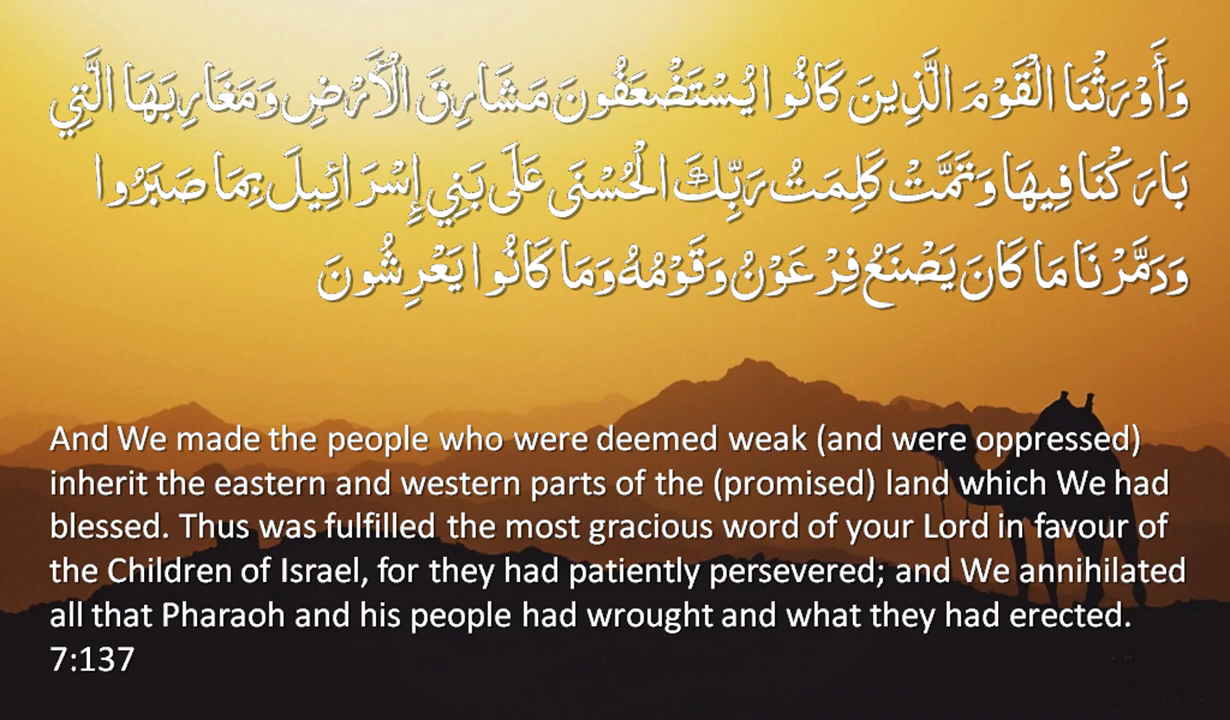 وَأَوْرَثْنَا الْقَوْمَ الَّذِينَ كَانُوا يُسْتَضْعَفُونَ مَشَارِقَ الْأَرْضِ وَمَغَارِبَهَا الَّتِي
بَارَكْنَا فِيهَا وَتَمَّتْ كَلِمَتُ رَبِّكَ الْحُسْنَى عَلَى بَنِي إِسْرَائِيلَ بِمَا صَبَرُوا
وَدَمَّرْنَا مَا كَانَ يَصْنَعُ فِرْعَوْنُ وَقَوْمُهُ وَمَا كَانُوا يَعْرِشُونَ
And We made the people who were deemed weak (and were oppressed)
inherit the eastern and western parts of the (promised) land which We had
blessed. Thus was fulfilled the most gracious word of your Lord in favour of
the Children of Israel, for they had patiently persevered; and We annihilated
all that Pharaoh and his people had wrought and what they had erected.
7:137